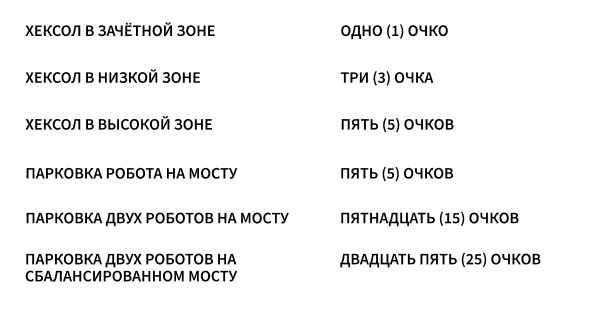 ХЕКСОЛ В ЗАЧЁТНОЙ ЗОНЕ ОДНО (1) ОЧКО
ХЕКСОЛ В НИЗКОЙ ЗОНЕ ТРИ (3) ОЧКА
ХЕКСОЛ В ВЫСОКОЙ ЗОНЕ ПЯТЬ (5) ОЧКОВ
ПАРКОВКА РОБОТА НА МОСТУ ПЯТЬ (5) ОЧКОВ
ПАРКОВКА ДВУХ РОБОТОВ НА МОСТУ ПЯТНАДЦАТЬ (15) ОЧКОВ
ПАРКОВКА ДВУХ РОБОТОВ НА ДВАДЦАТЬ ПЯТЬ (25) ОЧКОВ
СБАЛАНСИРОВАННОМ МОСТУ